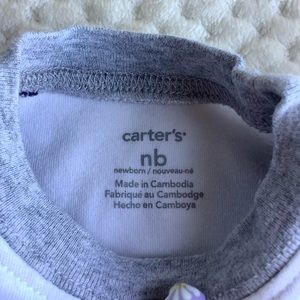 carter's®
nb
newborn / nouveau-né
Made in Cambodia
Fabriqué au Cambodge
Hecho en Camboya